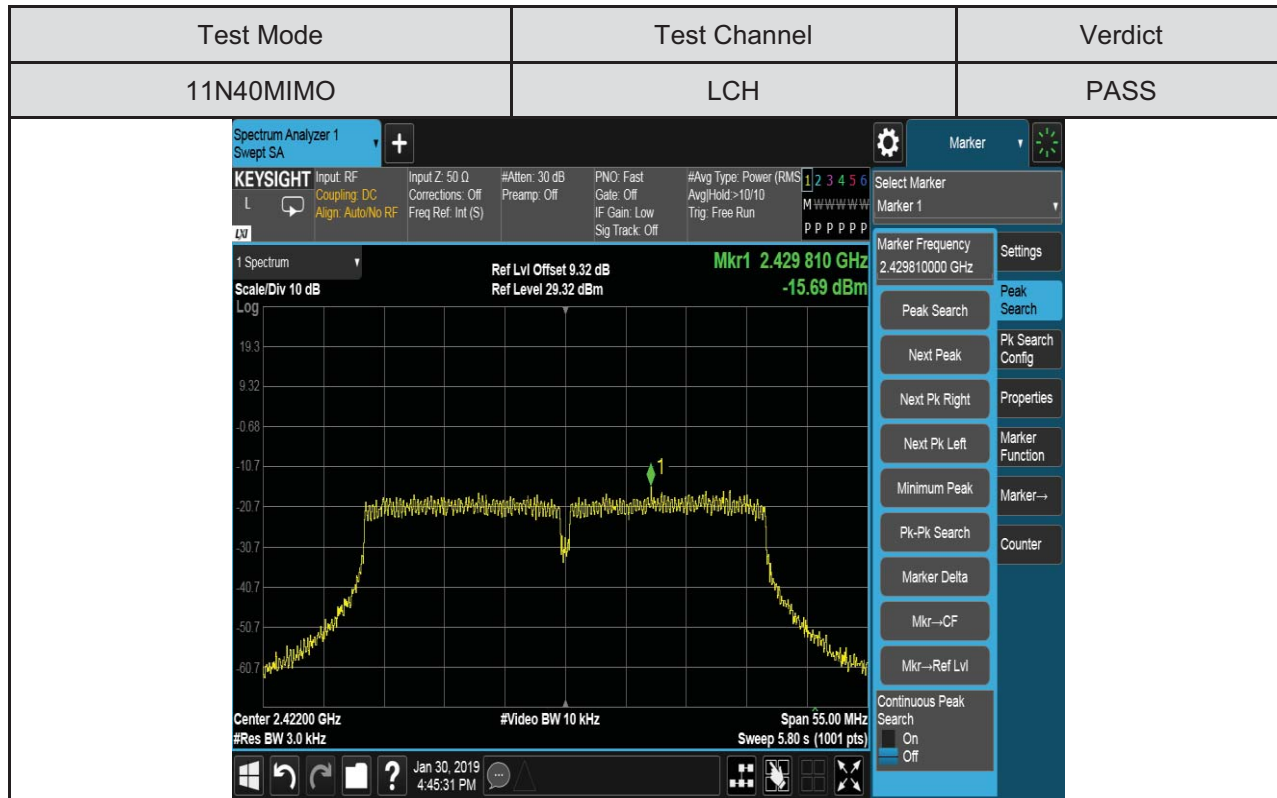 Test Mode
Test Channel
Verdict
11N40MIMO
LCH
PASS
Spectrum Analyzer 1
Swept SA
+
Marker
KEYSIGHT
L
LXI
Input: RF
Coupling: DC
Align: Auto/No RF
Input Z: 50 Ω
Corrections: Off
Freq Ref: Int (S)
#Atten: 30 dB
Preamp: Off
PNO: Fast
Gate: Off
IF Gain: Low
Sig Track: Off
#Avg Type: Power (RMS
Avg|Hold:>10/10
Trig: Free Run
1 2 3 4 5 6
M W W W W W
P P P P P P
Select Marker
Marker 1
1 Spectrum
Scale/Div 10 dB
Ref Lvl Offset 9.32 dB
Ref Level 29.32 dBm
Mkr1 2.429 810 GHz
-15.69 dBm
Log
19.3
9.32
-0.68
-10.7
-20.7
-30.7
-40.7
-50.7
-60.7
1
Center 2.42200 GHz
#Video BW 10 kHz
Span 55.00 MHz
#Res BW 3.0 kHz
Sweep 5.80 s (1001 pts)
Marker Frequency
2.429810000 GHz
Peak Search
Next Peak
Next Pk Right
Next Pk Left
Minimum Peak
Pk-Pk Search
Marker Delta
Mkr→CF
Mkr→Ref Lvl
Continuous Peak
Search
On
Off
Settings
Peak
Search
Pk Search
Config
Properties
Marker
Function
Marker→
Counter
?
Jan 30, 2019
4:45:31 PM